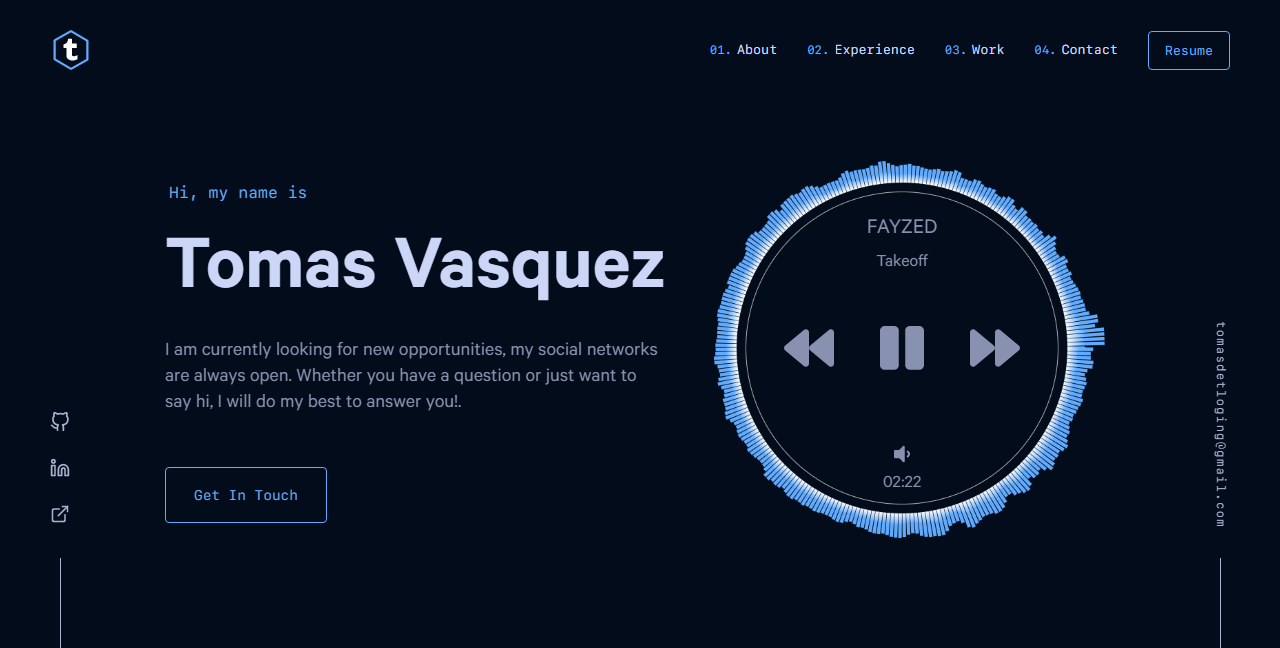 t
01. About 02. Experience 03. Work 04. Contact Resume
Hi, my name is
Tomas Vasquez
I am currently looking for new opportunities, my social networks
are always open. Whether you have a question or just want to
say hi, I will do my best to answer you!.
Get In Touch
FAYZED
Takeoff
02:22
tomasdetloging@gmail.com